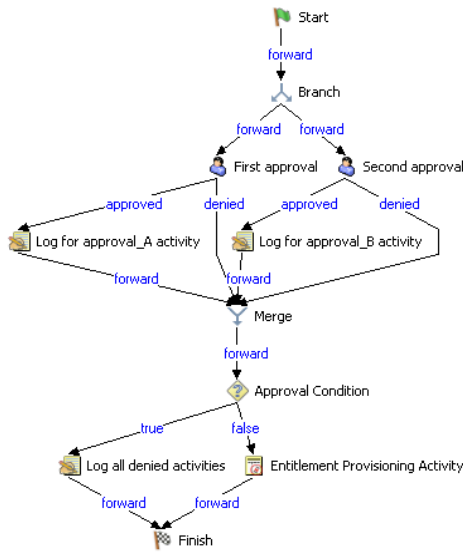 Start
forward
Branch
forward forward
First approval Second approval
approved denied approved denied
Log for approval_A activity Log for approval_B activity
forward forward
Merge
forward
Approval Condition
true false
Log all denied activities Entitlement Provisioning Activity
forward forward
Finish